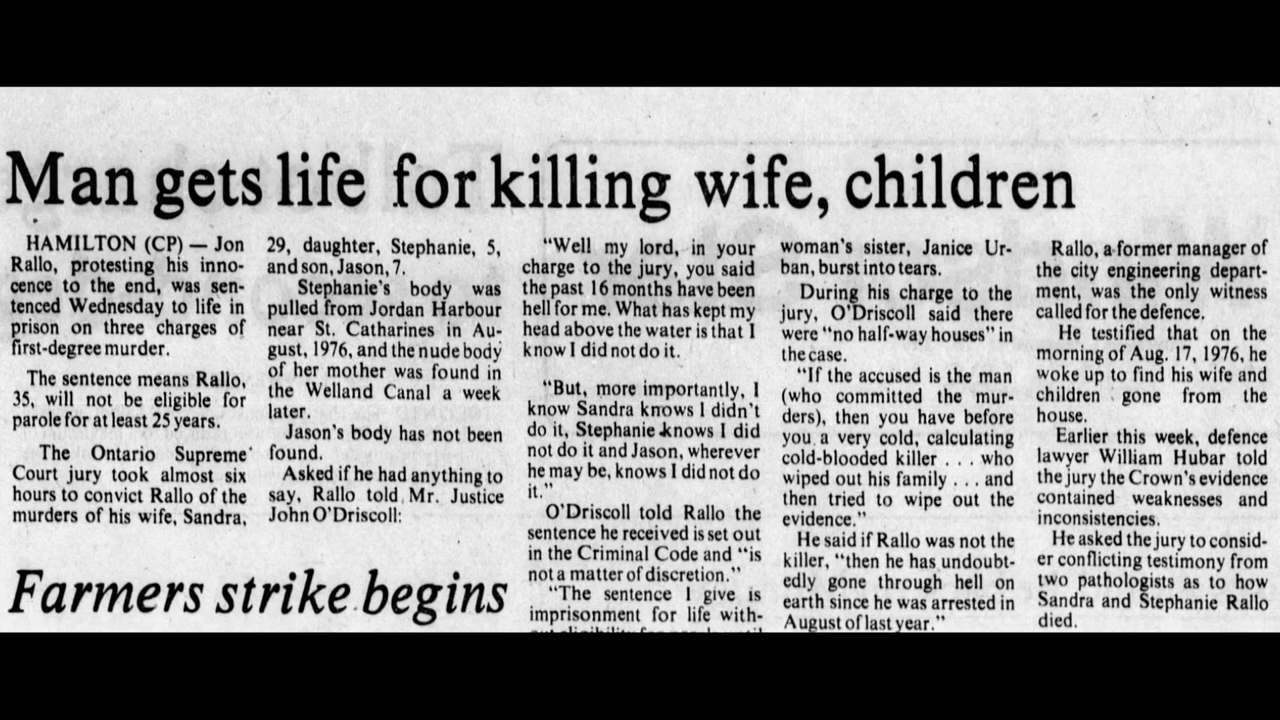 Man gets life for killing wife, children
HAMILTON (CP) — Jon
Rallo, protesting his inno-
cence to the end, was sen-
tenced Wednesday to life in
prison on three charges of
first-degree murder.
The sentence means Rallo,
35, will not be eligible for
parole for at least 25 years.
The Ontario Supreme
Court jury took almost six
hours to convict Rallo of the
murders of his wife, Sandra,
29, daughter, Stephanie, 5,
and son, Jason, 7.
Stephanie's body was
pulled from Jordan Harbour
near St. Catharines in Au-
gust, 1976, and the nude body
of her mother was found in
the Welland Canal a week
later.
Jason's body has not been
found.
Asked if he had anything to
say, Rallo told Mr. Justice
John O'Driscoll:
"Well my lord, in your
charge to the jury, you said
the past 16 months have been
hell for me. What has kept my
head above the water is that I
know I did not do it.
"But, more importantly, I
know Sandra knows I didn't
do it, Stephanie knows I did
not do it and Jason, wherever
he may be, knows I did not do
it."
O'Driscoll told Rallo the
sentence he received is set out
in the Criminal Code and "is
not a matter of discretion."
"The sentence I give is
imprisonment for life with-
woman's sister, Janice Ur-
ban, burst into tears.
During his charge to the
jury, O'Driscoll said there
were "no half-way houses" in
the case.
"If the accused is the man
(who committed the mur-
ders), then you have before
you a very cold, calculating
cold-blooded killer . . . who
wiped out his family . . . and
then tried to wipe out the
evidence."
He said if Rallo was not the
killer, "then he has undoubt-
edly gone through hell on
earth since he was arrested in
August of last year."
Rallo, a former manager of
the city engineering depart-
ment, was the only witness
called for the defence.
He testified that on the
morning of Aug. 17, 1976, he
woke up to find his wife and
children gone from the
house.
Earlier this week, defence
lawyer William Hubar told
the jury the Crown's evidence
contained weaknesses and
inconsistencies.
He asked the jury to consid-
er conflicting testimony from
two pathologists as to how
Sandra and Stephanie Rallo
died.
Farmers strike begins